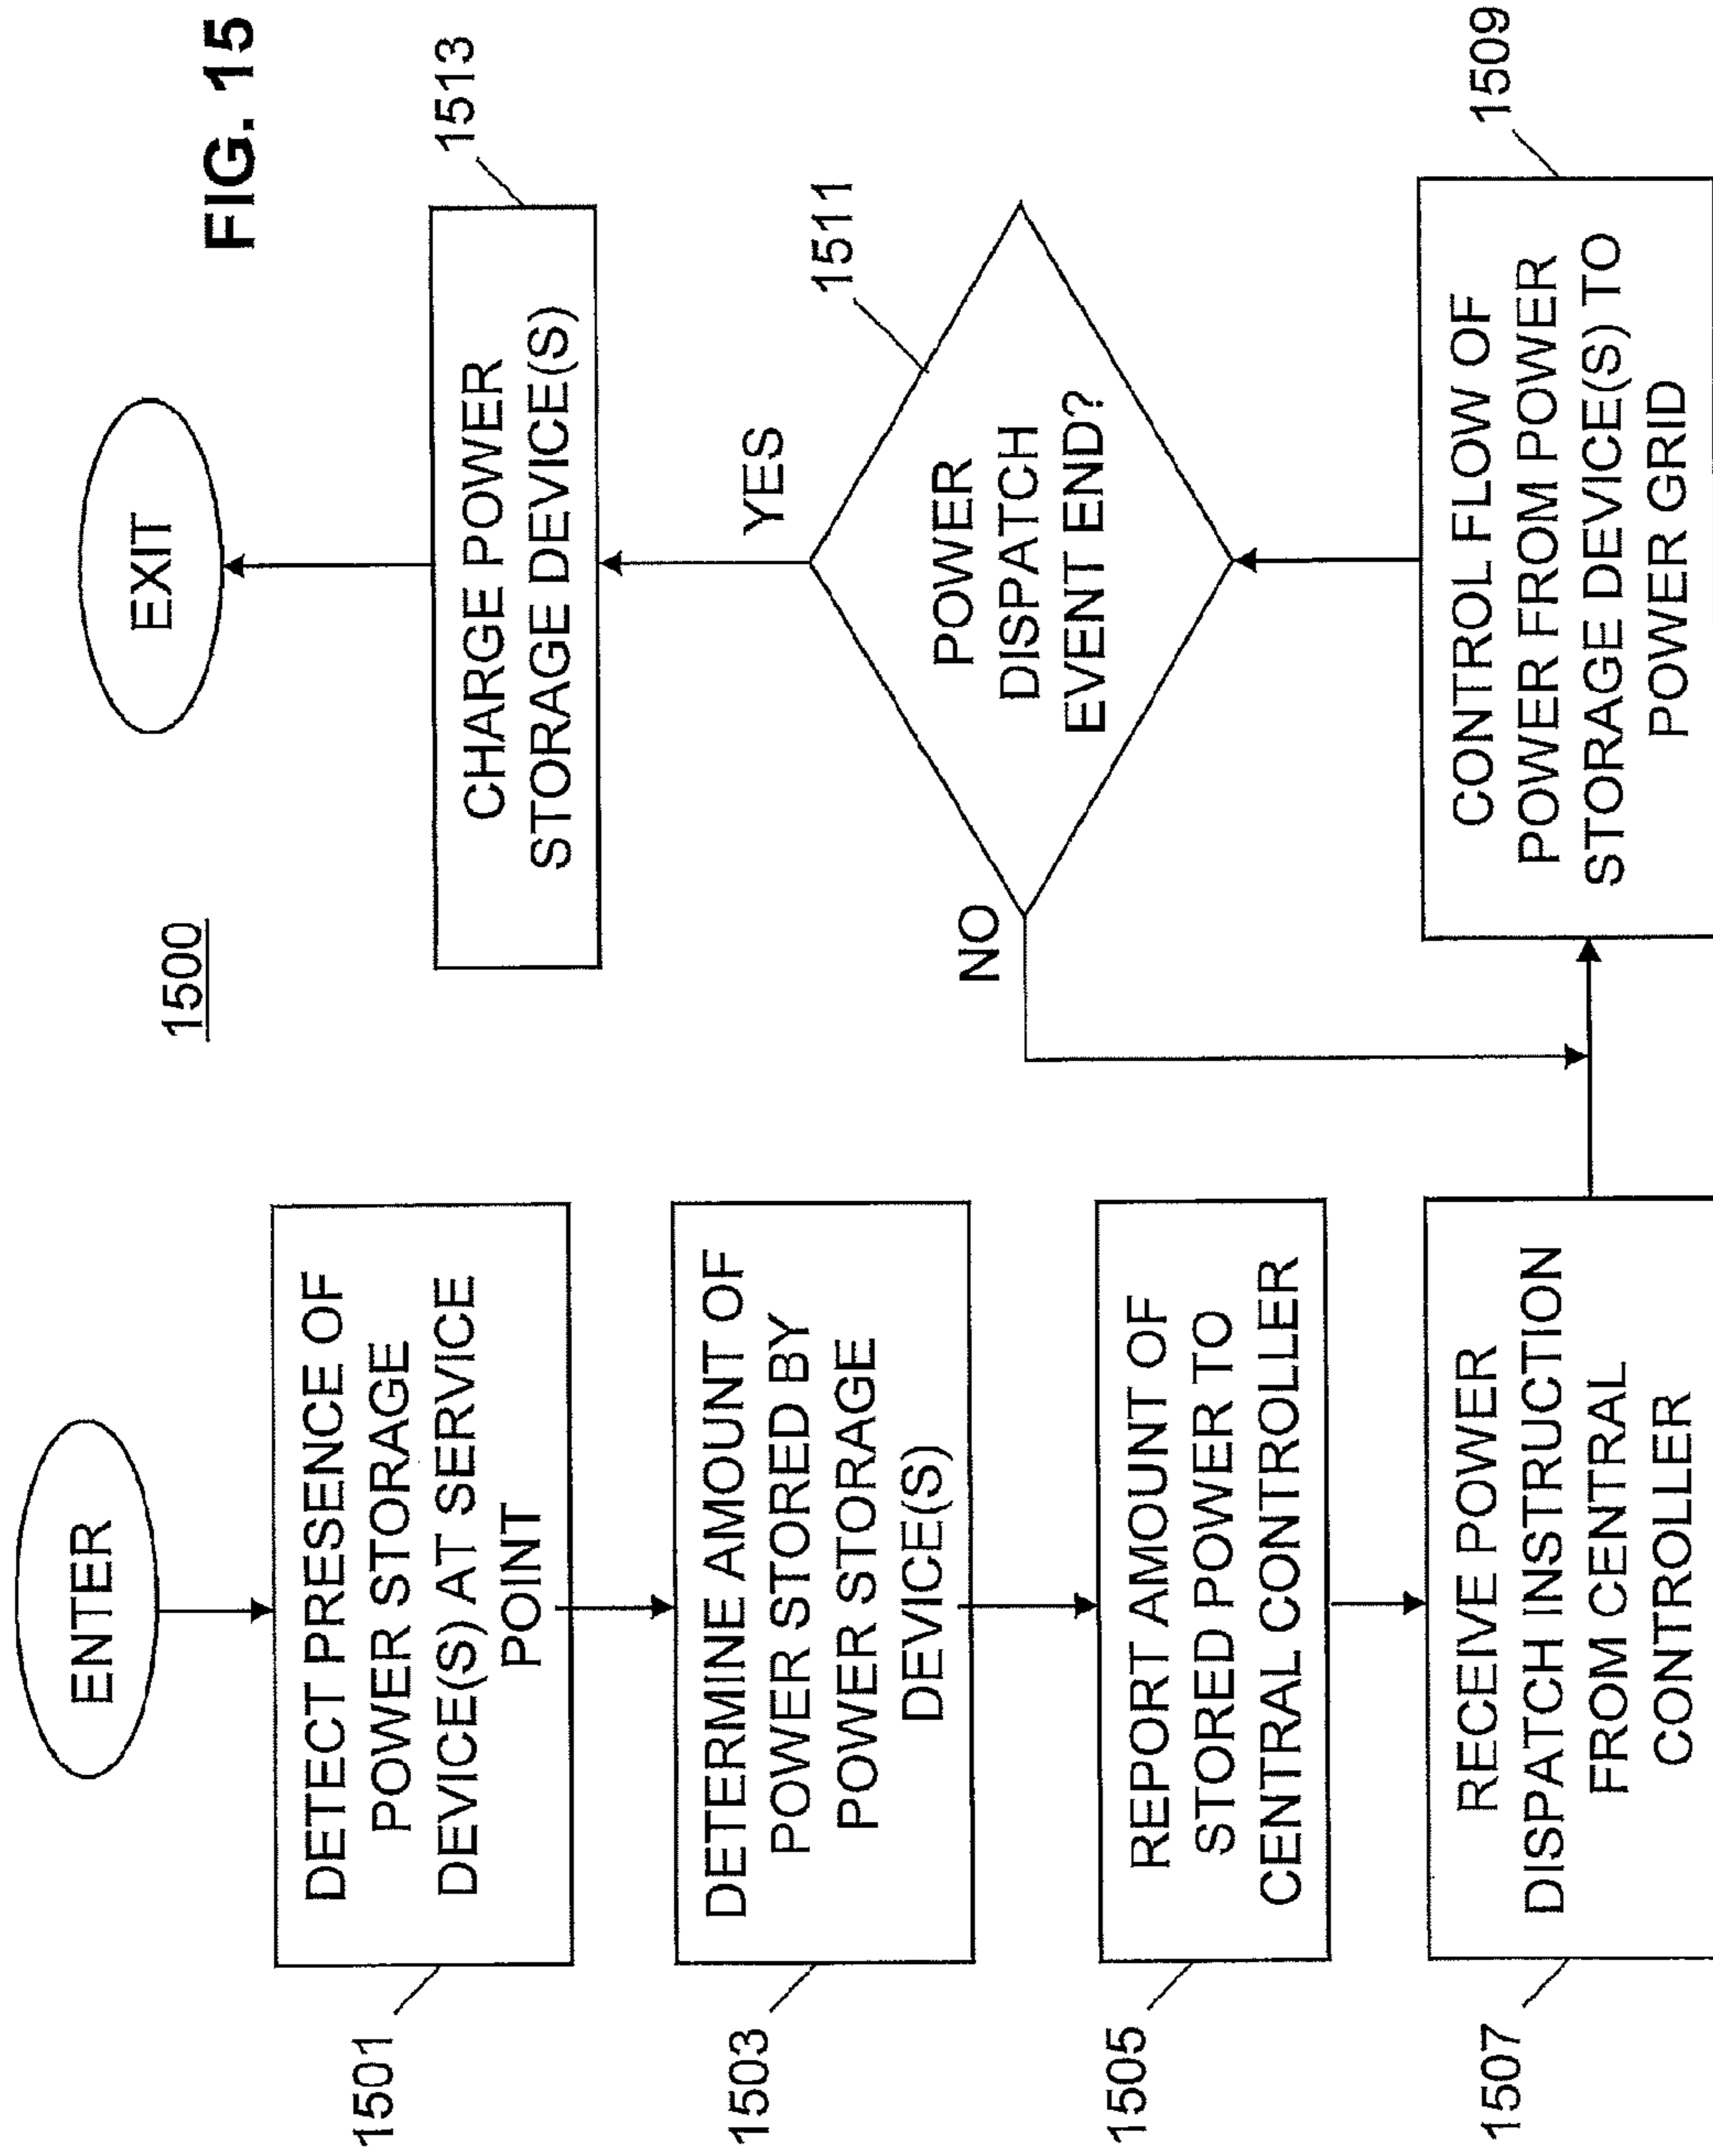 FIG. 15
1500
ENTER
1501
DETECT PRESENCE OF
POWER STORAGE
DEVICE(S) AT SERVICE
POINT
1503
DETERMINE AMOUNT OF
POWER STORED BY
POWER STORAGE
DEVICE(S)
1505
REPORT AMOUNT OF
STORED POWER TO
CENTRAL CONTROLLER
1507
RECEIVE POWER
DISPATCH INSTRUCTION
FROM CENTRAL
CONTROLLER
1509
CONTROL FLOW OF
POWER FROM POWER
STORAGE DEVICE(S) TO
POWER GRID
1511
POWER
DISPATCH
EVENT END?
NO
YES
1513
CHARGE POWER
STORAGE DEVICE(S)
EXIT